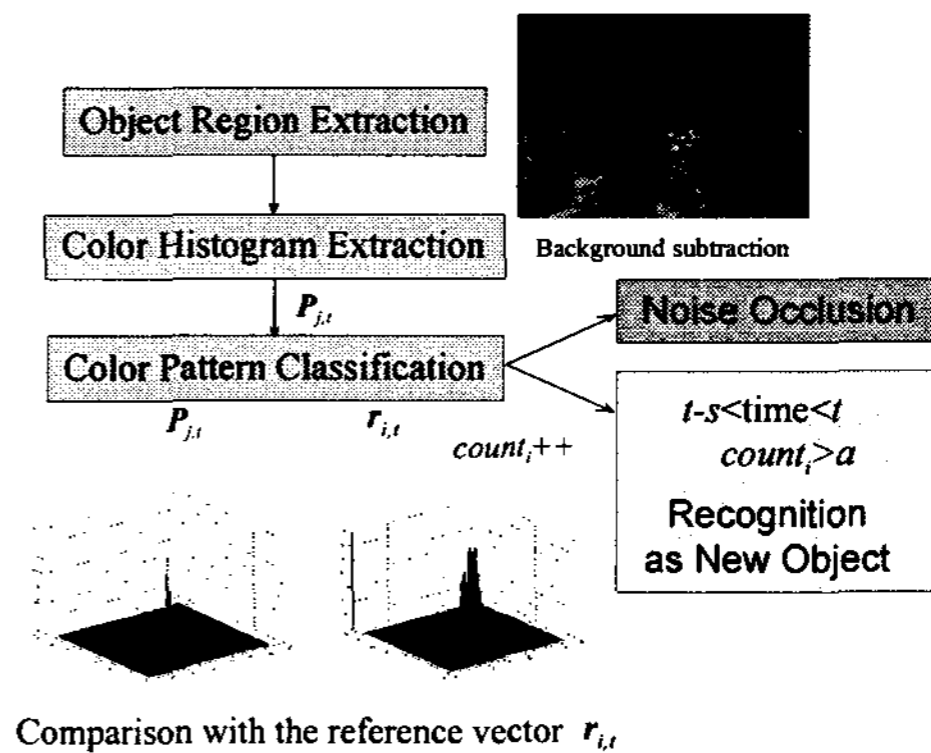 Object Region Extraction
Background subtraction
Color Histogram Extraction
P_{j,t}
Noise Occlusion
Color Pattern Classification
P_{j,t} r_{i,t}
count_i++
t-s<time<t
count_i>a
Recognition
as New Object
Comparison with the reference vector r_{i,t}